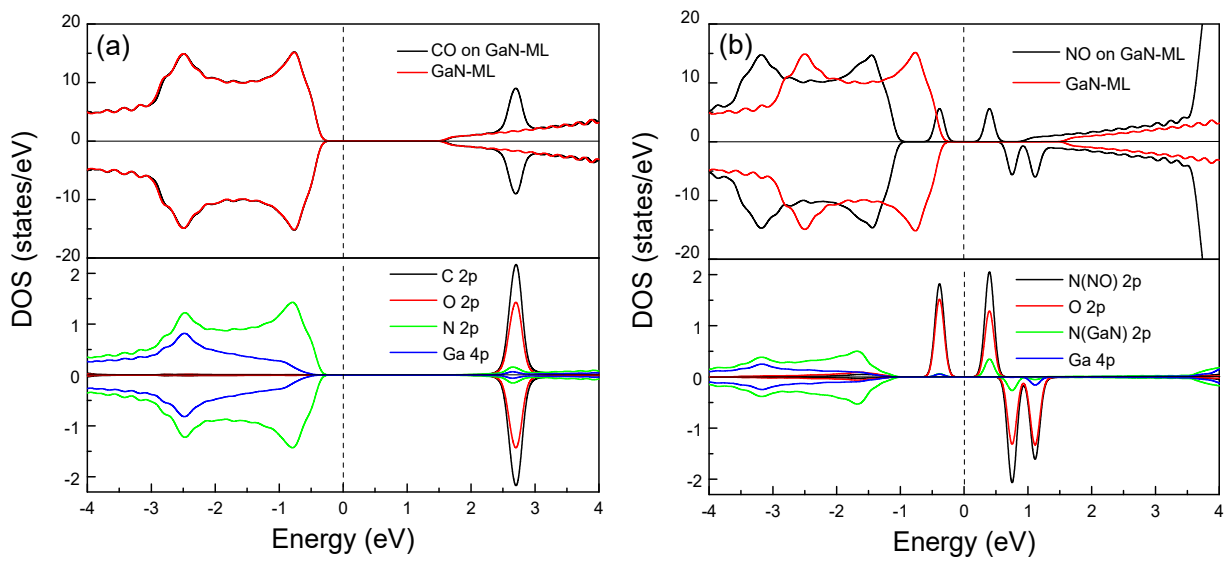 (a)
CO on GaN-ML
GaN-ML
DOS (states/eV)
20
10
0
-10
-20
C 2p
O 2p
N 2p
Ga 4p
2
1
0
-1
-2
-4 -3 -2 -1 0 1 2 3 4
Energy (eV)
(b)
NO on GaN-ML
GaN-ML
DOS (states/eV)
20
10
0
-10
-20
N(NO) 2p
O 2p
N(GaN) 2p
Ga 4p
2
1
0
-1
-2
-4 -3 -2 -1 0 1 2 3 4
Energy (eV)